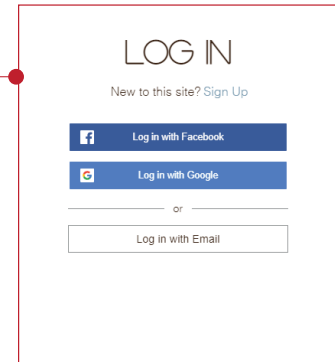 LOG IN
New to this site? Sign Up
f Log in with Facebook
G Log in with Google
or
Log in with Email